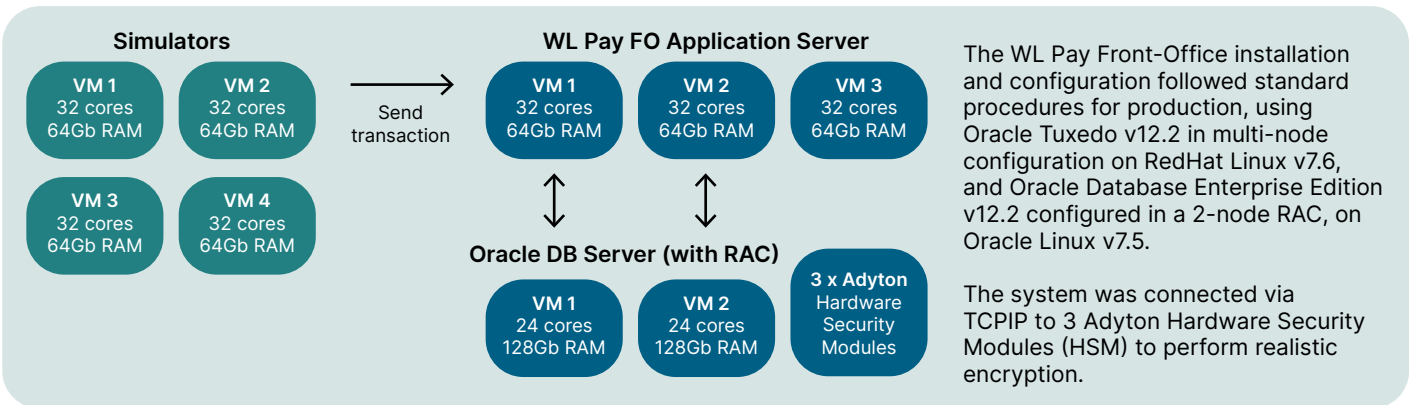 Simulators
VM 1
32 cores
64Gb RAM
VM 2
32 cores
64Gb RAM
VM 3
32 cores
64Gb RAM
VM 4
32 cores
64Gb RAM
Send
transaction
WL Pay FO Application Server
VM 1
32 cores
64Gb RAM
VM 2
32 cores
64Gb RAM
VM 3
32 cores
64Gb RAM
Oracle DB Server (with RAC)
VM 1
24 cores
128Gb RAM
VM 2
24 cores
128Gb RAM
3 x Adyton
Hardware
Security
Modules
The WL Pay Front-Office installation
and configuration followed standard
procedures for production, using
Oracle Tuxedo v12.2 in multi-node
configuration on RedHat Linux v7.6,
and Oracle Database Enterprise Edition
v12.2 configured in a 2-node RAC, on
Oracle Linux v7.5.
The system was connected via
TCPIP to 3 Adyton Hardware Security
Modules (HSM) to perform realistic
encryption.